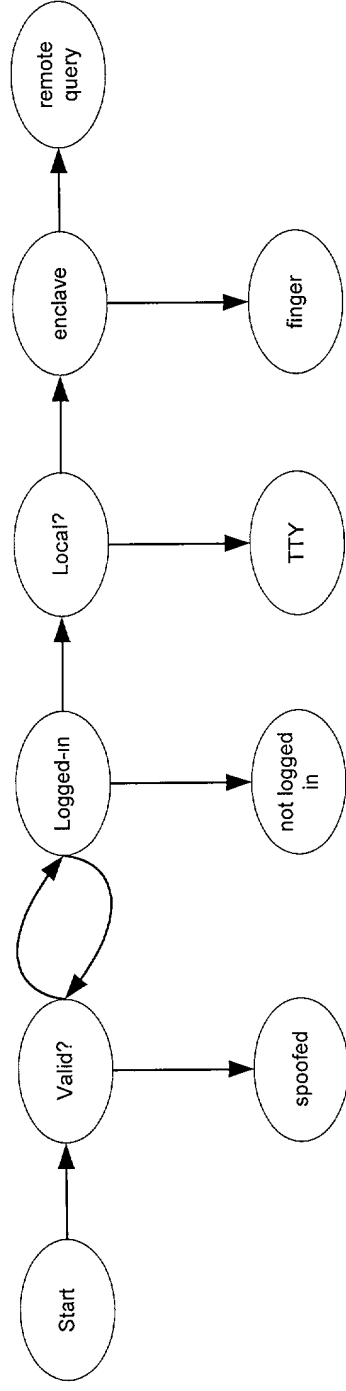 Start
Valid?
Logged-in
Local?
enclave
remote
query
spoofed
not logged
in
TTY
finger